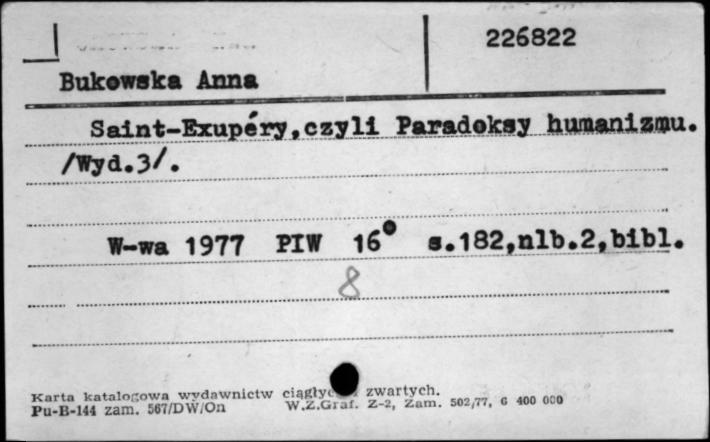 226822
Bukowska Anna
Saint-Exupéry,czyli Paradoksy humanizmu.
/Wyd.3/.
W-wa 1977 PIW 16° s.182,nlb.2,bibl.
8
Karta katalogowa wydawnictw zwartych.
Pu-B-144 zam. 567/DW/On W.Z.Graf. Z-2, Zam. 502/77, G 400 000